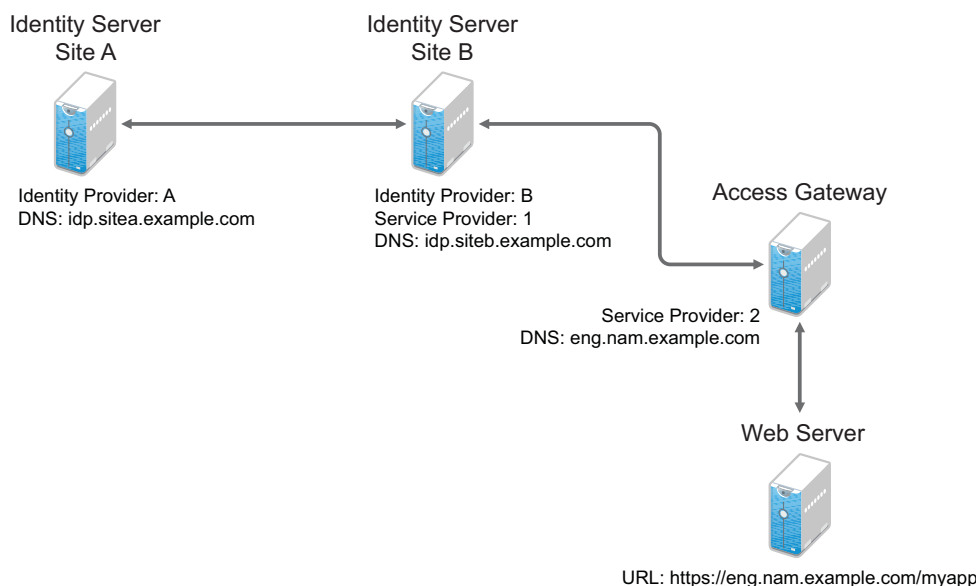 Identity Server
Site A
Identity Server
Site B
Identity Provider: A
DNS: idp.sitea.example.com
Identity Provider: B
Service Provider: 1
DNS: idp.siteb.example.com
Access Gateway
Service Provider: 2
DNS: eng.nam.example.com
Web Server
URL: https://eng.nam.example.com/myapp